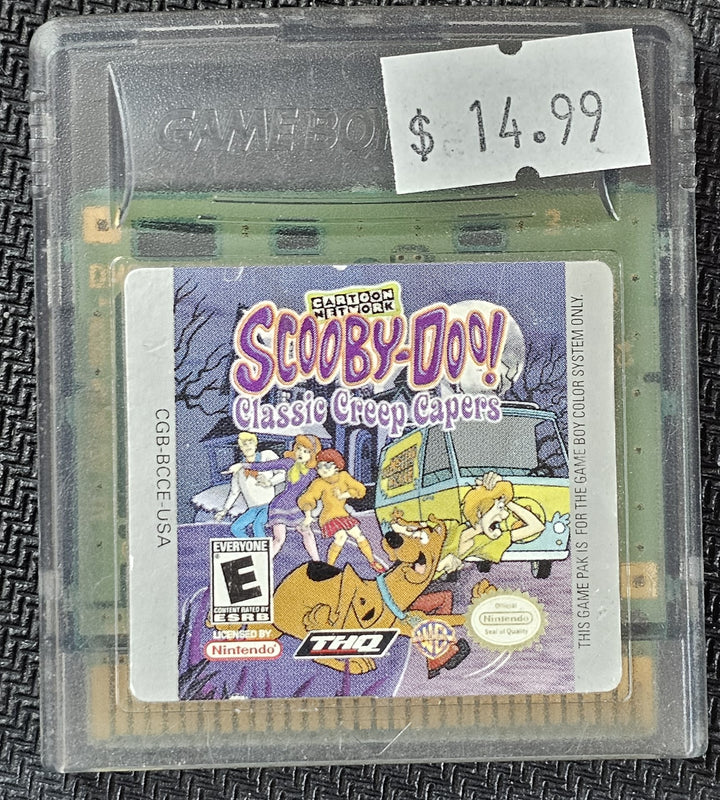 GAME BOY
$ 14.99
CARTOON
NETWORK
SCOOBY-DOO!
Classic Creep Capers
CGB-BCCE-USA
THIS GAME PAK IS FOR THE GAME BOY COLOR SYSTEM ONLY.
EVERYONE
E
CONTENT RATED BY
ESRB
LICENSED BY
Nintendo
THQ
WB
Official
Nintendo
Seal of Quality